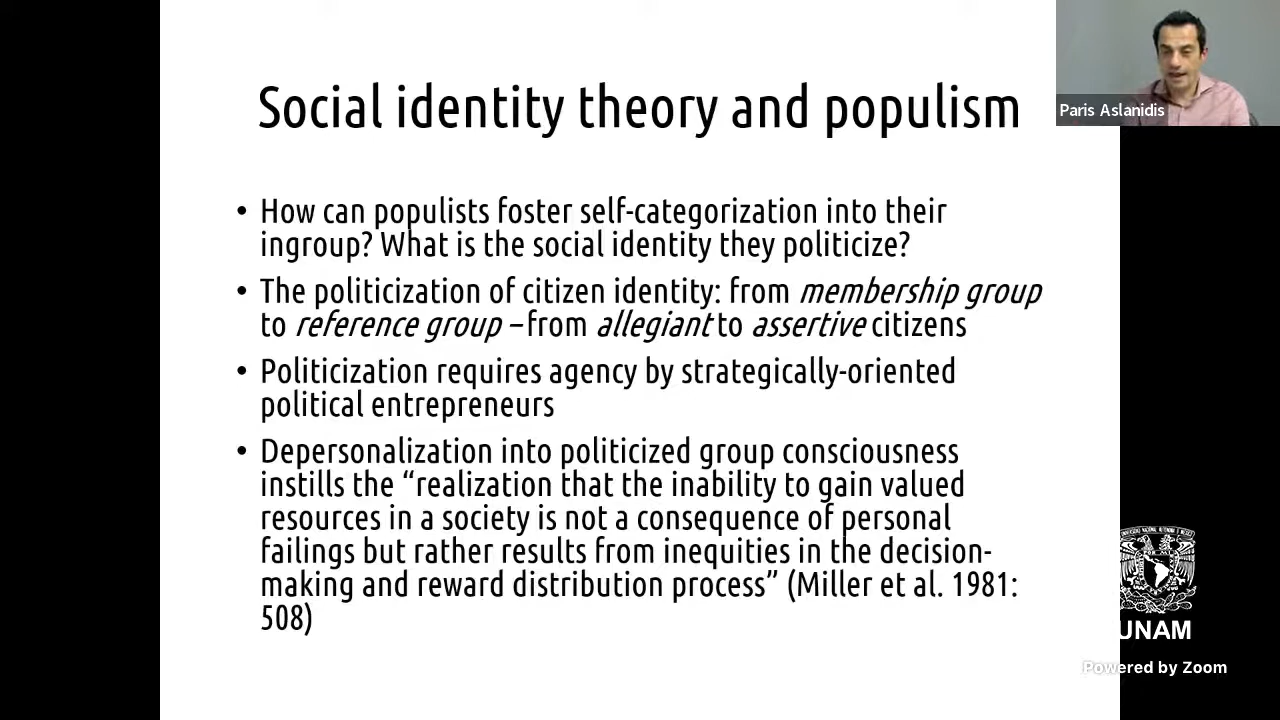 Social identity theory and populism
Paris Aslanidis
• How can populists foster self-categorization into their
ingroup? What is the social identity they politicize?
• The politicization of citizen identity: from membership group
to reference group – from allegiant to assertive citizens
• Politicization requires agency by strategically-oriented
political entrepreneurs
• Depersonalization into politicized group consciousness
instills the “realization that the inability to gain valued
resources in a society is not a consequence of personal
failings but rather results from inequities in the decision-
making and reward distribution process” (Miller et al. 1981:
508)
UNAM
Powered by Zoom